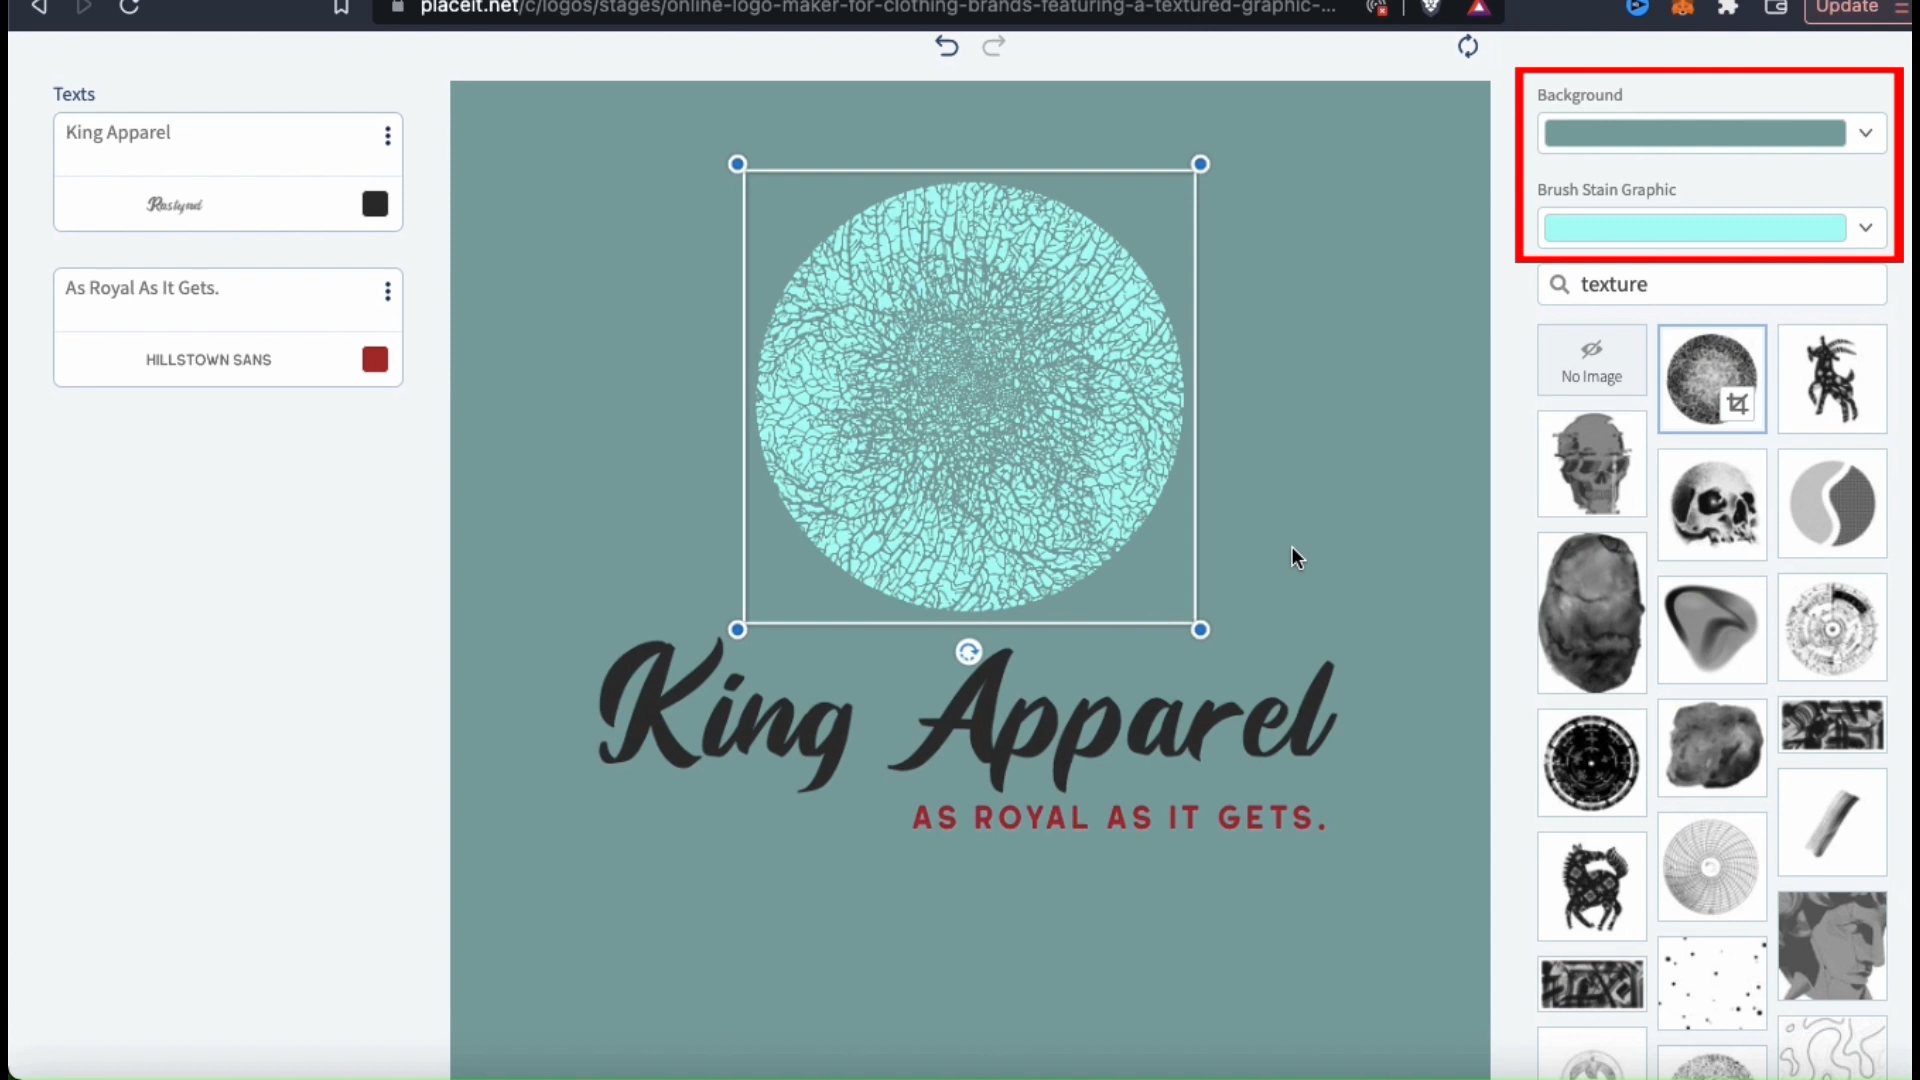 placeit.net/c/logos/stages/online-logo-maker-for-clothing-brands-featuring-a-textured-graphic-...
Update
Texts
King Apparel
Rastynd
As Royal As It Gets.
HILLSTOWN SANS
King Apparel
AS ROYAL AS IT GETS.
Background
Brush Stain Graphic
texture
No Image